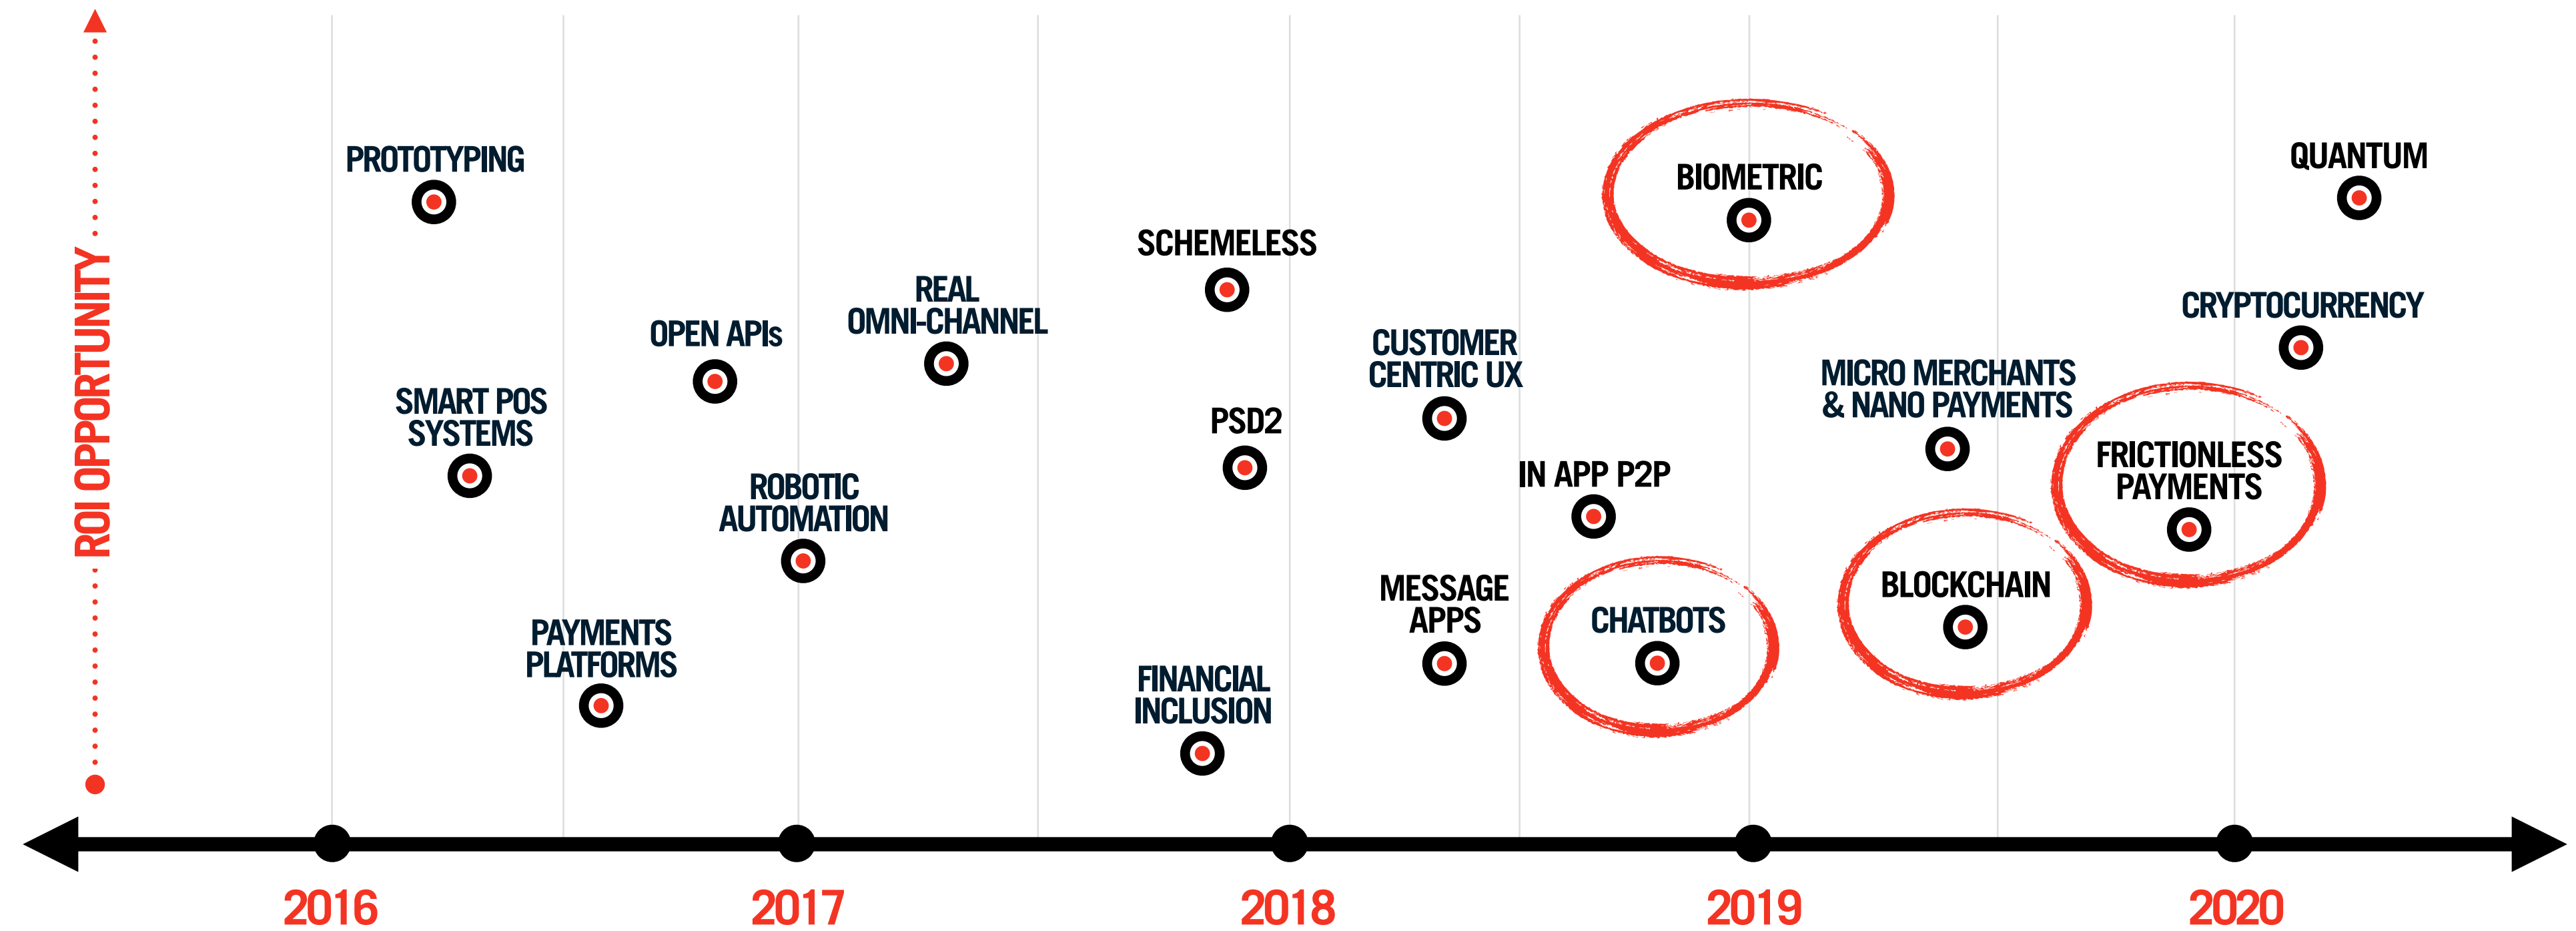 ROI OPPORTUNITY
PROTOTYPING
SMART POS
SYSTEMS
PAYMENTS
PLATFORMS
OPEN APIs
ROBOTIC
AUTOMATION
REAL
OMNI-CHANNEL
SCHEMELESS
PSD2
FINANCIAL
INCLUSION
CUSTOMER
CENTRIC UX
MESSAGE
APPS
IN APP P2P
CHATBOTS
BIOMETRIC
MICRO MERCHANTS
& NANO PAYMENTS
BLOCKCHAIN
FRICTIONLESS
PAYMENTS
CRYPTOCURRENCY
QUANTUM
2016
2017
2018
2019
2020